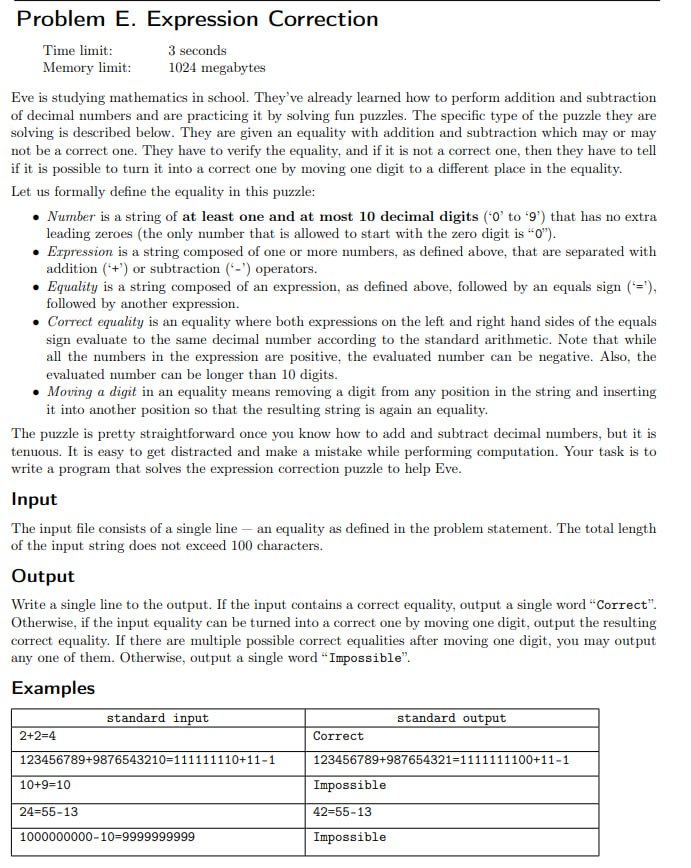 Problem E. Expression Correction
Time limit: 3 seconds
Memory limit: 1024 megabytes
Eve is studying mathematics in school. They've already learned how to perform addition and subtraction
of decimal numbers and are practicing it by solving fun puzzles. The specific type of the puzzle they are
solving is described below. They are given an equality with addition and subtraction which may or may
not be a correct one. They have to verify the equality, and if it is not a correct one, then they have to tell
if it is possible to turn it into a correct one by moving one digit to a different place in the equality.
Let us formally define the equality in this puzzle:
• Number is a string of at least one and at most 10 decimal digits ('0' to '9') that has no extra
leading zeroes (the only number that is allowed to start with the zero digit is "0").
• Expression is a string composed of one or more numbers, as defined above, that are separated with
addition ('+') or subtraction ('-') operators.
• Equality is a string composed of an expression, as defined above, followed by an equals sign ('='),
followed by another expression.
• Correct equality is an equality where both expressions on the left and right hand sides of the equals
sign evaluate to the same decimal number according to the standard arithmetic. Note that while
all the numbers in the expression are positive, the evaluated number can be negative. Also, the
evaluated number can be longer than 10 digits.
• Moving a digit in an equality means removing a digit from any position in the string and inserting
it into another position so that the resulting string is again an equality.
The puzzle is pretty straightforward once you know how to add and subtract decimal numbers, but it is
tenuous. It is easy to get distracted and make a mistake while performing computation. Your task is to
write a program that solves the expression correction puzzle to help Eve.
Input
The input file consists of a single line — an equality as defined in the problem statement. The total length
of the input string does not exceed 100 characters.
Output
Write a single line to the output. If the input contains a correct equality, output a single word "Correct".
Otherwise, if the input equality can be turned into a correct one by moving one digit, output the resulting
correct equality. If there are multiple possible correct equalities after moving one digit, you may output
any one of them. Otherwise, output a single word "Impossible".
Examples
standard input standard output
2+2=4 Correct
123456789+9876543210=111111110+11-1 123456789+987654321=1111111100+11-1
10+9=10 Impossible
24=55-13 42=55-13
1000000000-10=9999999999 Impossible